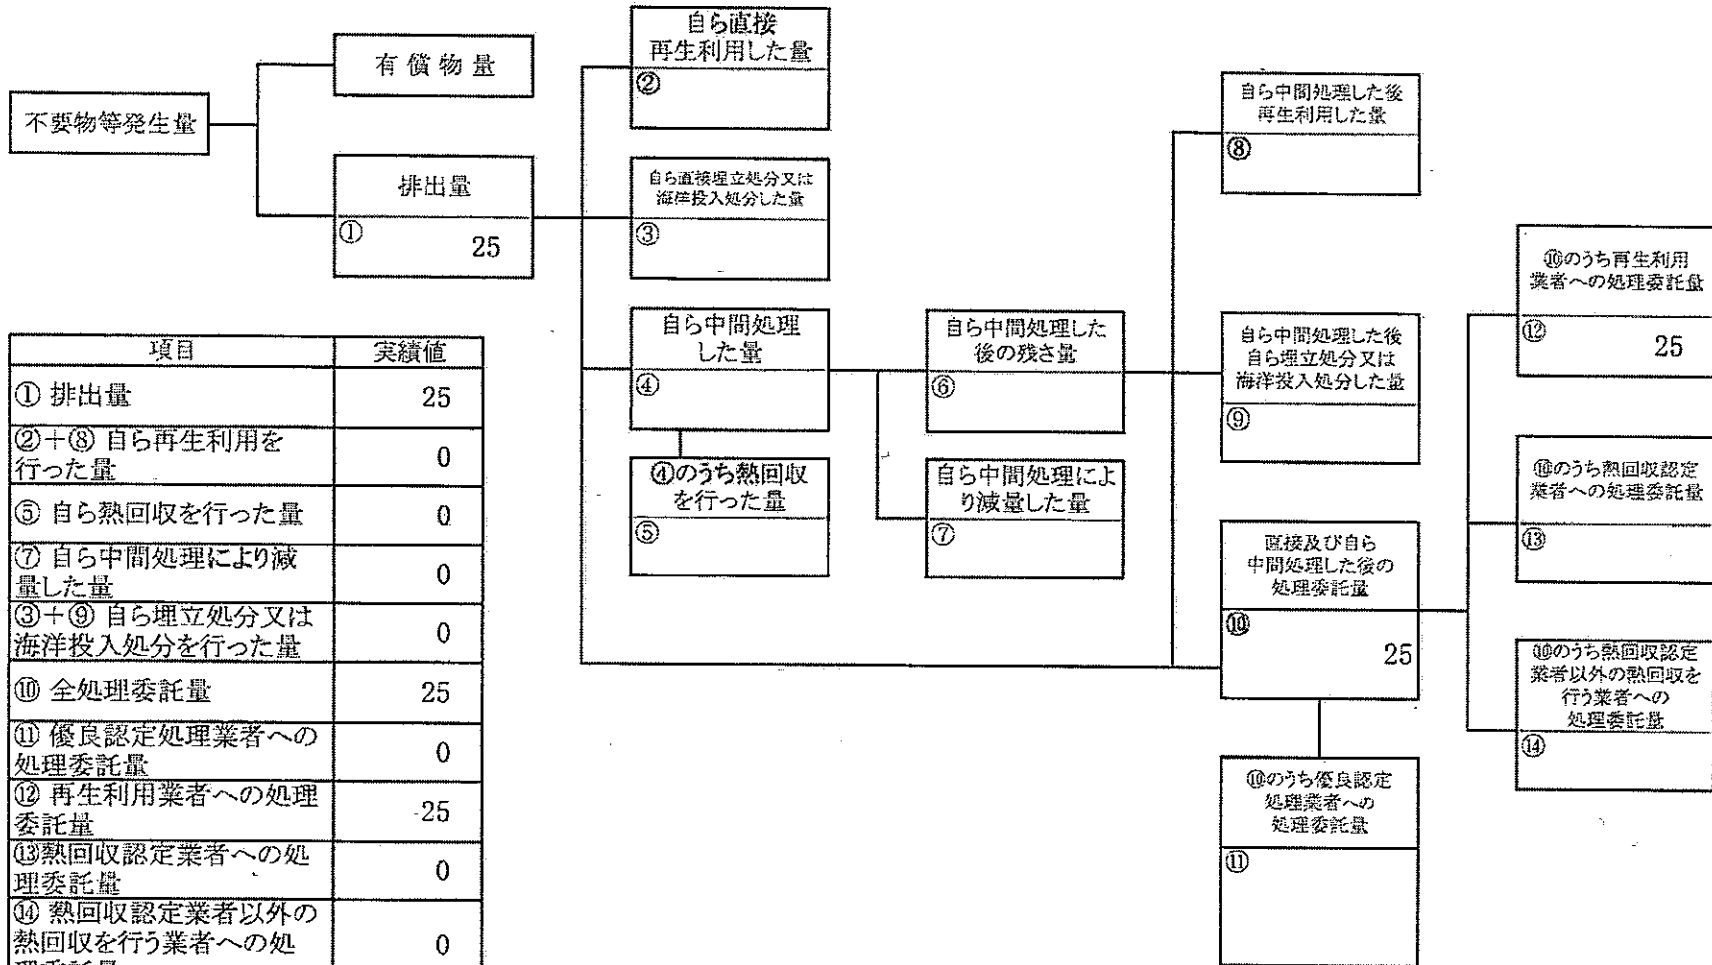 不要物等発生量
有償物量
排出量
①
25
自ら直接
再生利用した量
②
自ら直接埋立処分又は
海洋投入処分した量
③
自ら中間処理
した量
④
④のうち熱回収
を行った量
⑤
自ら中間処理した
後の残さ量
⑥
自ら中間処理によ
り減量した量
⑦
自ら中間処理した後
再生利用した量
⑧
自ら中間処理した後
自ら埋立処分又は
海洋投入処分した量
⑨
直接及び自ら
中間処理した後の
処理委託量
⑩
25
⑩のうち優良認定
処理業者への
処理委託量
⑪
⑩のうち再生利用
業者への処理委託量
⑫
25
⑩のうち熱回収認定
業者への処理委託量
⑬
⑩のうち熱回収認定
業者以外の熱回収を
行う業者への
処理委託量
⑭
項目 実績値
① 排出量 25
②+⑧ 自ら再生利用を
行った量 0
⑤ 自ら熱回収を行った量 0
⑦ 自ら中間処理により減
量した量 0
③+⑨ 自ら埋立処分又は
海洋投入処分を行った量 0
⑩ 全処理委託量 25
⑪ 優良認定処理業者への
処理委託量 0
⑫ 再生利用業者への処理
委託量 25
⑬熱回収認定業者への処
理委託量 0
⑭ 熱回収認定業者以外の
熱回収を行う業者への処 0